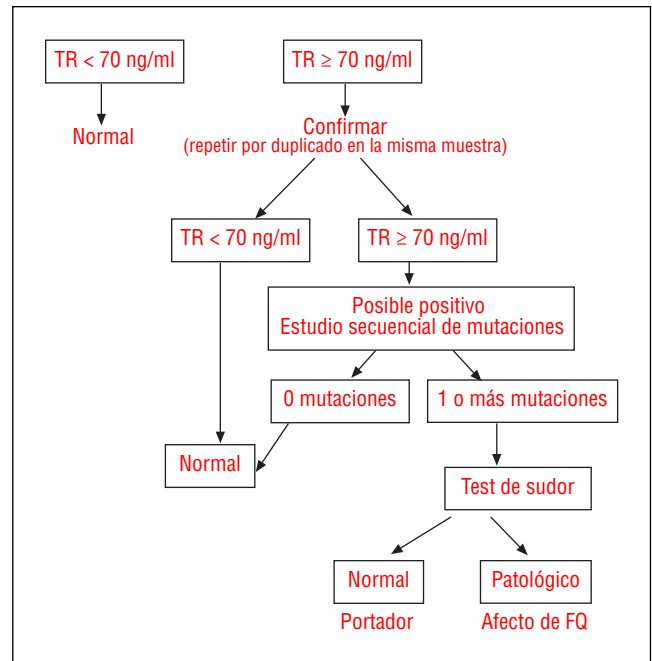 TR < 70 ng/ml
TR ≥ 70 ng/ml
Normal
Confirmar
(repetir por duplicado en la misma muestra)
TR < 70 ng/ml
TR ≥ 70 ng/ml
Posible positivo
Estudio secuencial de mutaciones
0 mutaciones
1 o más mutaciones
Normal
Test de sudor
Normal
Patológico
Portador
Afecto de FQ